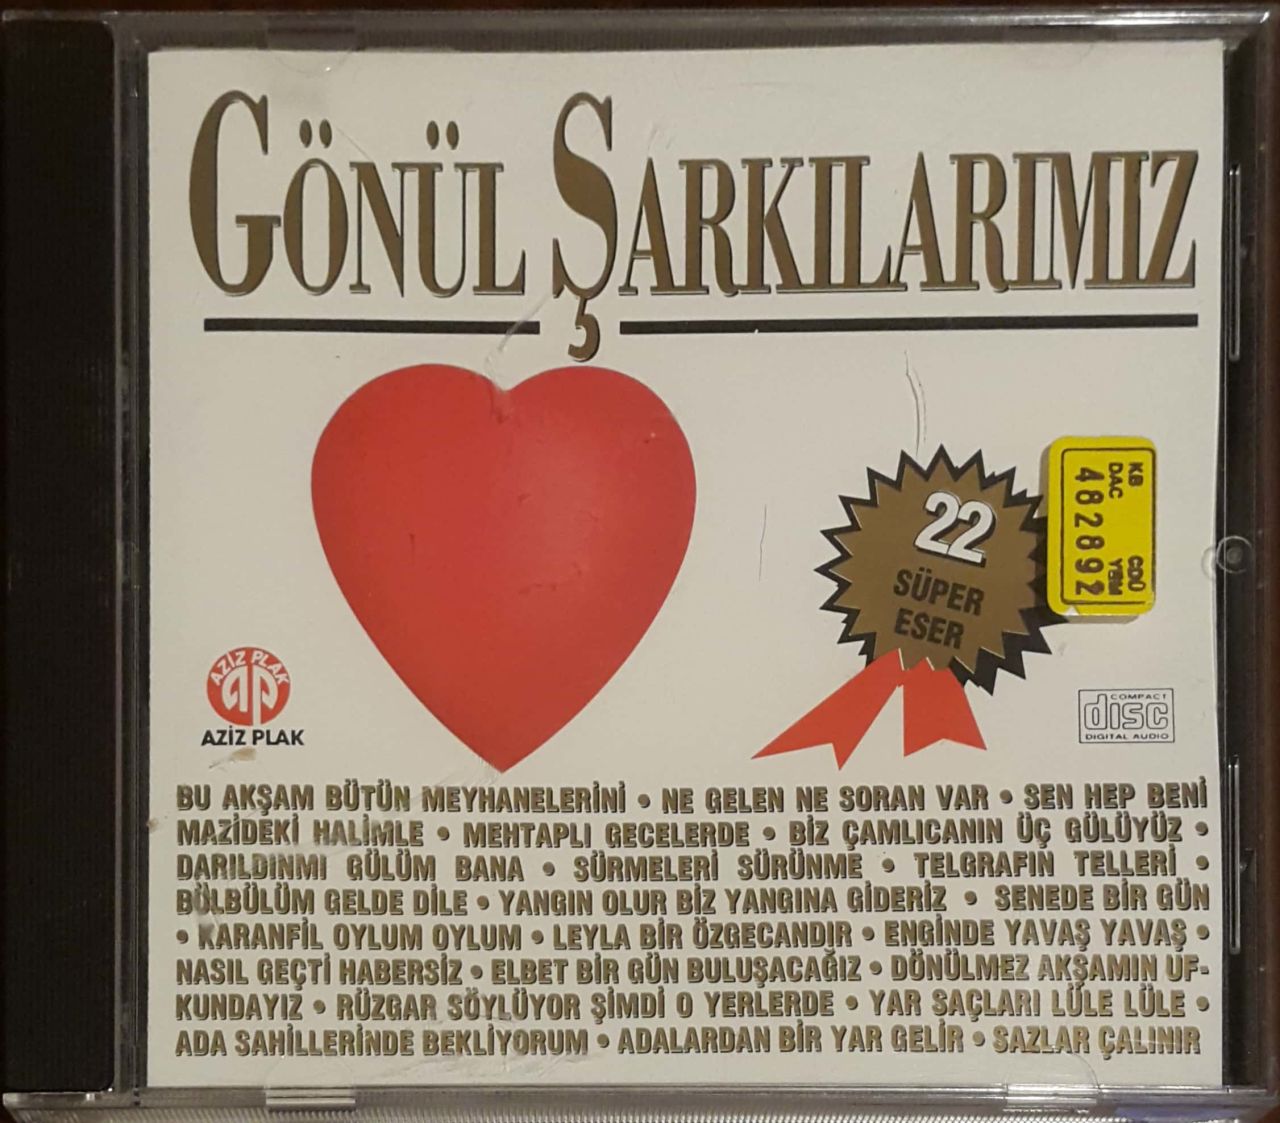 GÖNÜL ŞARKILARIMIZ
22
SÜPER
ESER
KB CDÜ
DAC YBM
482892
AZİZ PLAK
AZİZ PLAK
COMPACT
disc
DIGITAL AUDIO
BU AKŞAM BÜTÜN MEYHANELERİNİ • NE GELEN NE SORAN VAR • SEN HEP BENİ
MAZİDEKİ HALİMLE • MEHTAPLI GECELERDE • BİZ ÇAMLICANIN ÜÇ GÜLÜYÜZ •
DARILDINMI GÜLÜM BANA • SÜRMELERİ SÜRÜNME • TELGRAFIN TELLERİ •
BÜLBÜLÜM GELDE DİLE • YANGIN OLUR BİZ YANGINA GİDERİZ • SENEDE BİR GÜN
• KARANFİL OYLUM OYLUM • LEYLA BİR ÖZGECANDIR • ENGİNDE YAVAŞ YAVAŞ •
NASIL GEÇTİ HABERSİZ • ELBET BİR GÜN BULUŞACAĞIZ • DÖNÜLMEZ AKŞAMIN UF-
KUNDAYIZ • RÜZGAR SÖYLÜYOR ŞİMDİ O YERLERDE • YAR SAÇLARI LÜLE LÜLE •
ADA SAHİLLERİNDE BEKLİYORUM • ADALARDAN BİR YAR GELİR • SAZLAR ÇALINIR